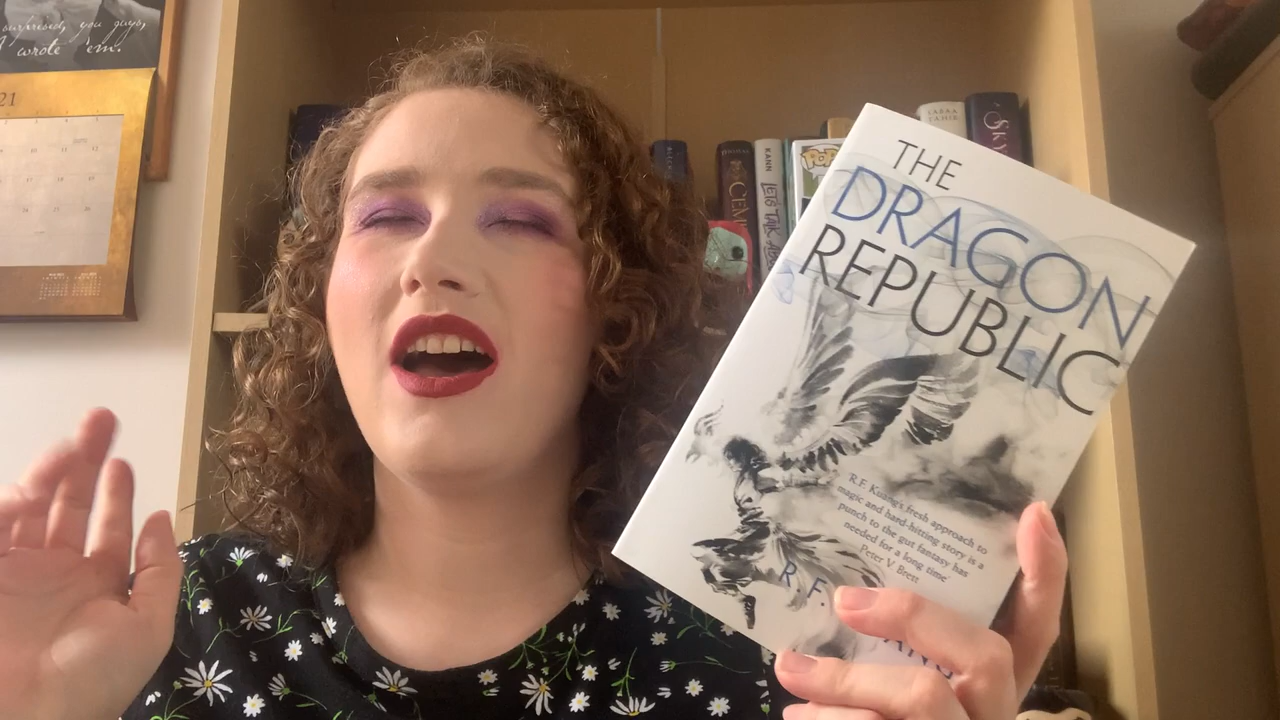 surprised, you guys,
I wrote 'em.
21
THE
DRAGON
REPUBLIC
R.F. Kuang's fresh approach to
magic and hard-hitting story is a
punch to the gut fantasy has
needed for a long time
Peter V Brett
R. F.
KANN
LET'S TALK
POP
SABAA
TAHIR
SKY